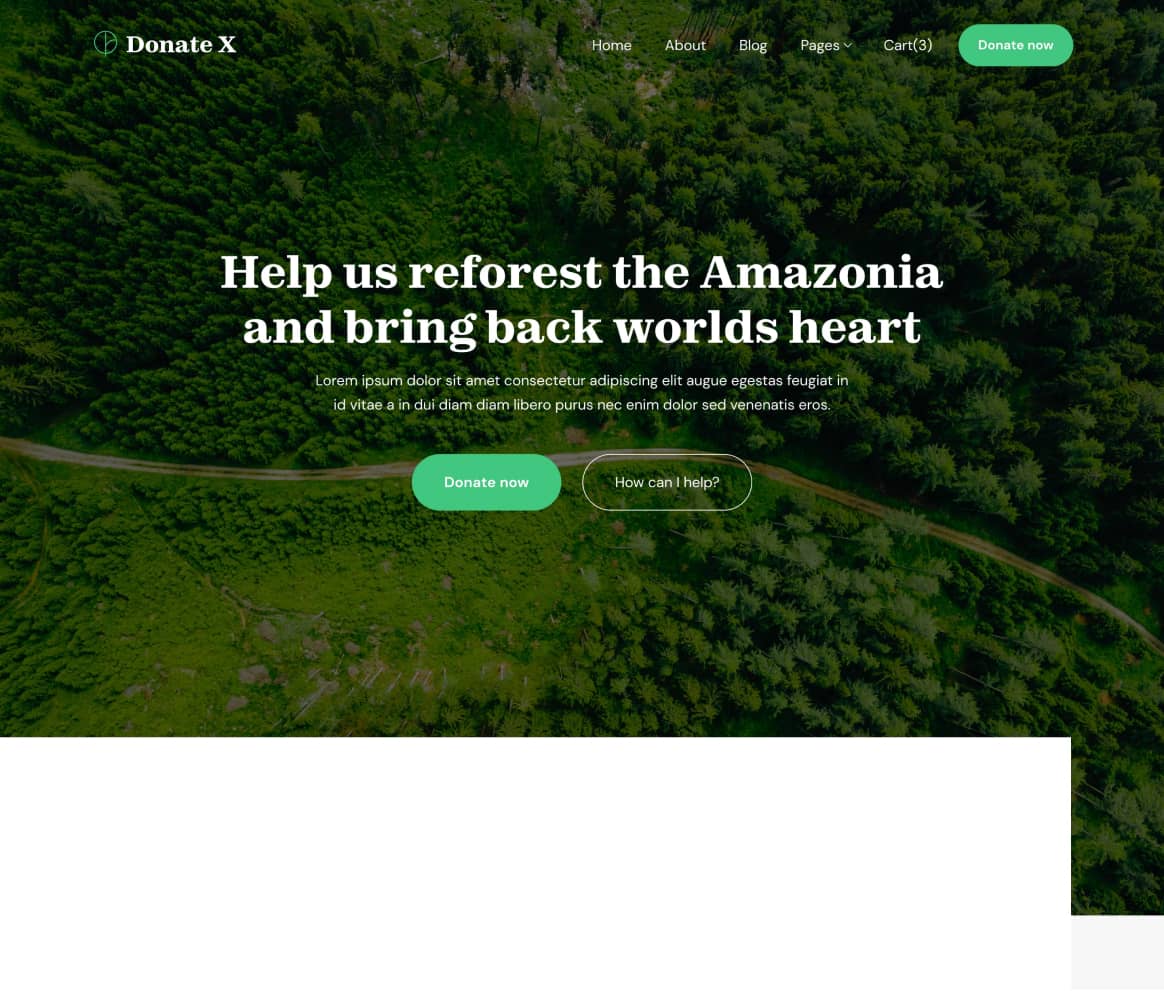 Donate X
Home About Blog Pages Cart(3) Donate now
Help us reforest the Amazonia
and bring back worlds heart
Lorem ipsum dolor sit amet consectetur adipiscing elit augue egestas feugiat in
id vitae a in dui diam diam libero purus nec enim dolor sed venenatis eros.
Donate now How can I help?